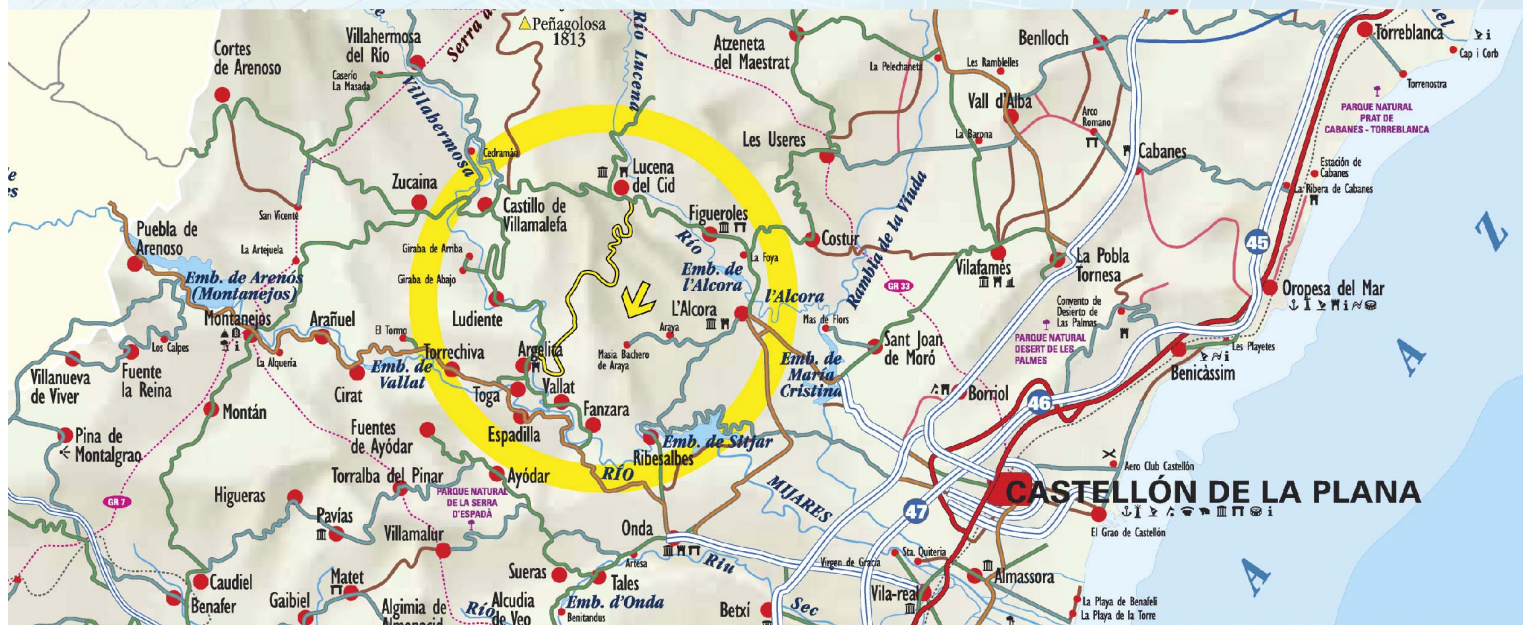 Peñagolosa
1813
Río Lucena
Cortes
de Arenoso
Villahermosa
del Río
Caserío
La Masada
Villahermosa
Atzeneta
del Maestrat
La Pelechaneta
Les Ramblelles
Benlloch
Torreblanca
Cap i Corb
Torrenostra
PARQUE NATURAL
PRAT DE
CABANES - TORREBLANCA
Vall d'Alba
Arco
Romano
La Barona
Les Useres
Cabanes
Estación de
Cabanes
La Ribera de Cabanes
Cedramán
Zucaina
Castillo de
Villamalefa
Lucena
del Cid
Figueroles
Río
La Foya
Costur
Rambla de la Viuda
GR 33
Vilafamés
La Pobla
Tornesa
45
Z
San Vicente
La Artejuela
Puebla de
Arenoso
Emb. de Arenós
(Montanejos)
Giraba de Arriba
Giraba de Abajo
Emb. de
l'Alcora
l'Alcora
L'Alcora
Oropesa del Mar
Convento de
Desierto de
Las Palmas
PARQUE NATURAL
DESERT DE LES
PALMES
Montanejos
Arañuel
El Tormo
Ludiente
Araya
Masia Bachero
de Araya
Mas de Flors
Sant Joan
de Moró
Les Playetes
Benicàssim
A
Los Calpes
La Alquería
Villanueva
de Viver
Fuente
la Reina
Cirat
Torrechiva
Emb. de
Vallat
Argelita
Toga
Vallat
Fanzara
Emb. de
María
Cristina
Borriol
46
Montán
Pina de
Montalgrao
Fuentes
de Ayódar
Espadilla
Emb. de Sitjar
Ribesalbes
RÍO
MIJARES
Aero Club Castellón
CASTELLÓN DE LA PLANA
El Grao de Castellón
47
Torralba del Pinar
Ayódar
PARQUE NATURAL
DE LA SERRA
D'ESPADÀ
Higueras
GR 7
Pavías
Villamalur
Onda
Artesa
Riu
Virgen de Gracia
Sta. Quiteria
Almassora
A
Caudiel
Benafer
Matet
Gaibiel
Sueras
Tales
Emb. d'Onda
Benitandus
Río
Alcudia
de Veo
Algimia de
Almonacid
Betxí
Sec
Vila-real
La Playa de Benafeli
La Playa de la Torre